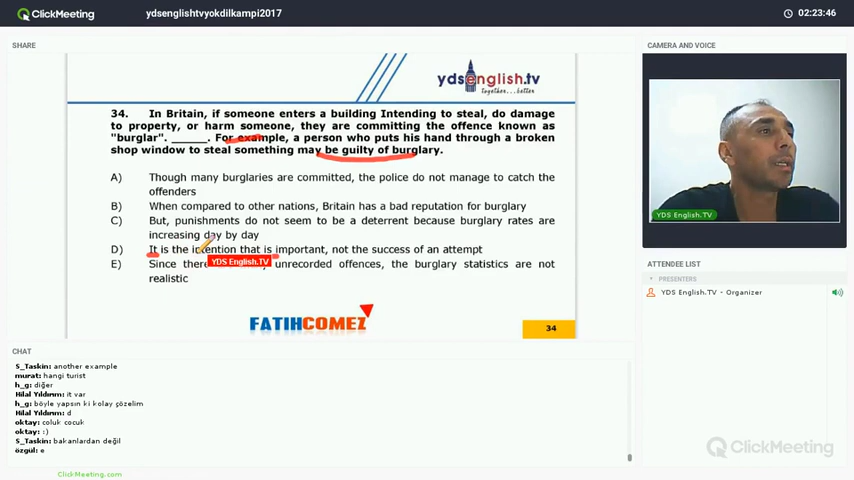 ClickMeeting
ydsenglishtvyokdilkampi2017
02:23:46
SHARE
CAMERA AND VOICE
ydsenglish.tv
together...better...
34. In Britain, if someone enters a building Intending to steal, do damage
to property, or harm someone, they are committing the offence known as
"burglar". ______. For example, a person who puts his hand through a broken
shop window to steal something may be guilty of burglary.
A) Though many burglaries are committed, the police do not manage to catch the
offenders
B) When compared to other nations, Britain has a bad reputation for burglary
C) But, punishments do not seem to be a deterrent because burglary rates are
increasing day by day
D) It is the intention that is important, not the success of an attempt
YDS English.TV
E) Since there unrecorded offences, the burglary statistics are not
realistic
FATIHCOMEZ
34
YDS English.TV
ATTENDEE LIST
PRESENTERS
YDS English.TV - Organizer
CHAT
S_Taskin: another example
murat: hangi turist
h_g: diğer
Hilal Yıldırım: it var
h_g: böyle yapsın ki kolay çözelim
Hilal Yıldırım: d
oktay: coluk cocuk
oktay: :)
S_Taskin: bakanlardan değil
özgül: e
ClickMeeting.com
ClickMeeting